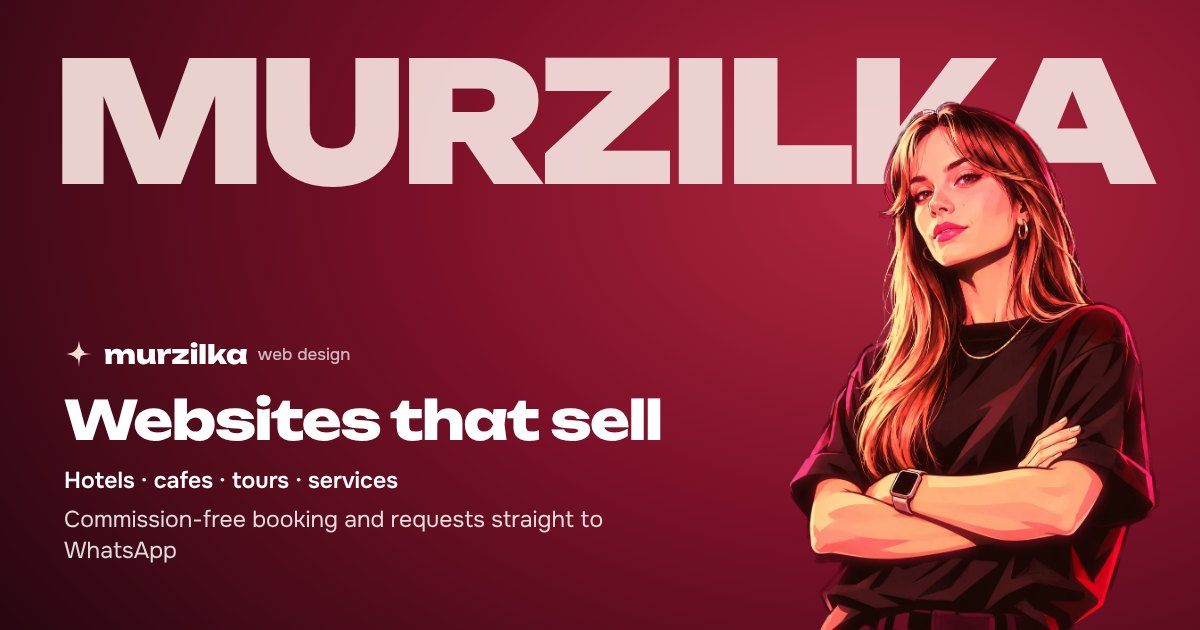 MURZILKA
murzilka web design
Websites that sell
Hotels · cafes · tours · services
Commission-free booking and requests straight to
WhatsApp